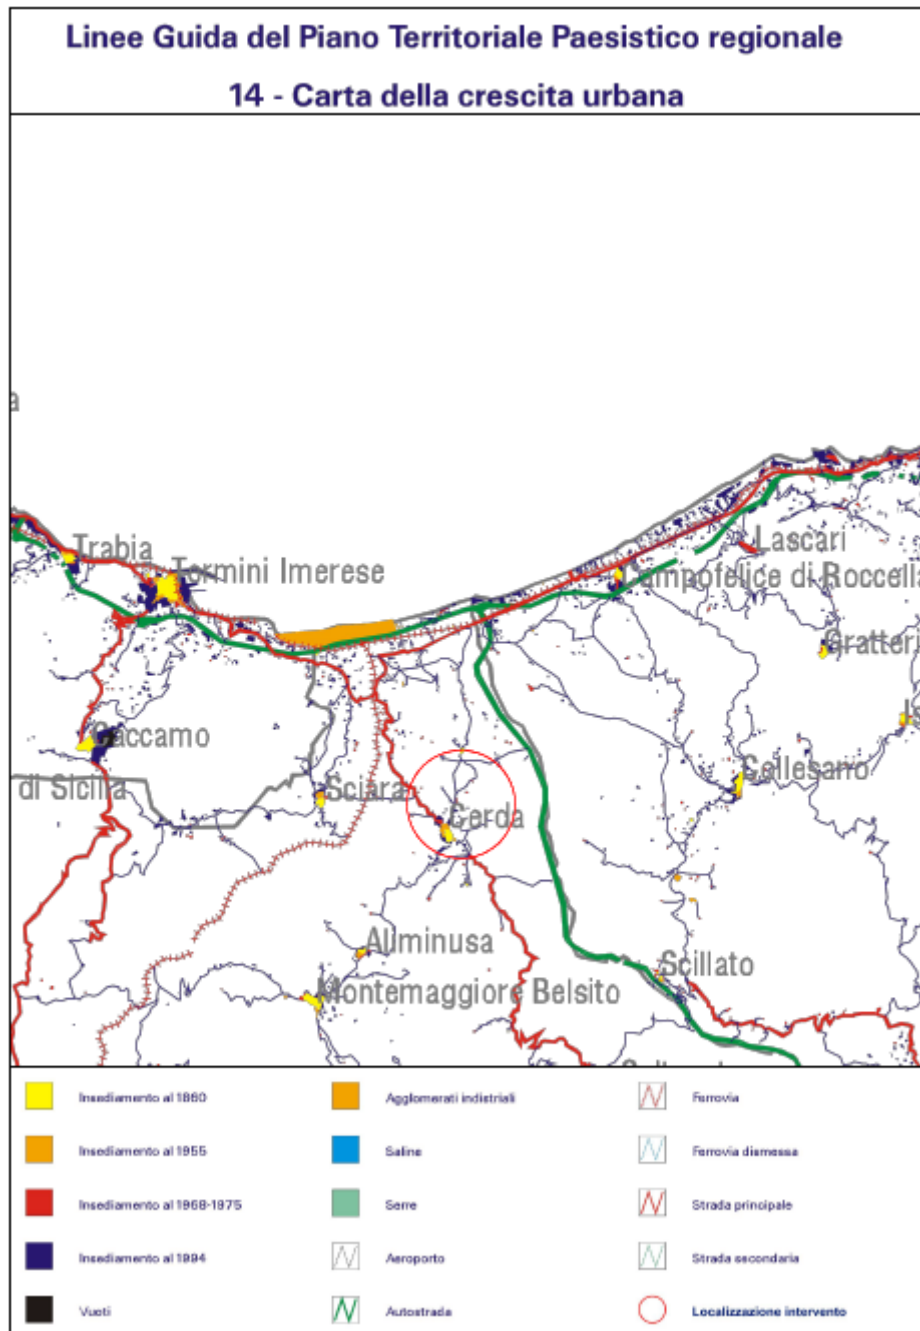 Linee Guida del Piano Territoriale Paesistico regionale
14 - Carta della crescita urbana
a
Trabia
Termini Imerese
Lascari
Campofelice di Roccella
Gratteri
Is
Caccamo
di Sicilia
Sciara
Cerda
Collesano
Aliminusa
Scillato
Montemaggiore Belsito
Insediamento al 1860
Agglomerati indistriali
Ferrovia
Insediamento al 1955
Saline
Ferrovia dismessa
Insediamento al 1968-1975
Serre
Strada principale
Insediamento al 1994
Aeroporto
Strada secondaria
Vuoti
Autostrada
Localizzazione intervento